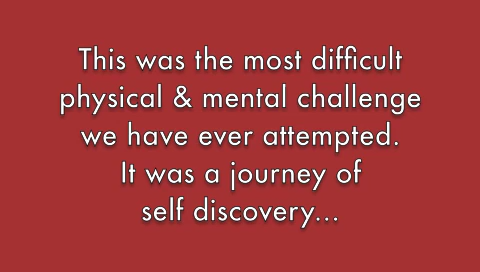 This was the most difficult
physical & mental challenge
we have ever attempted.
It was a journey of
self discovery...